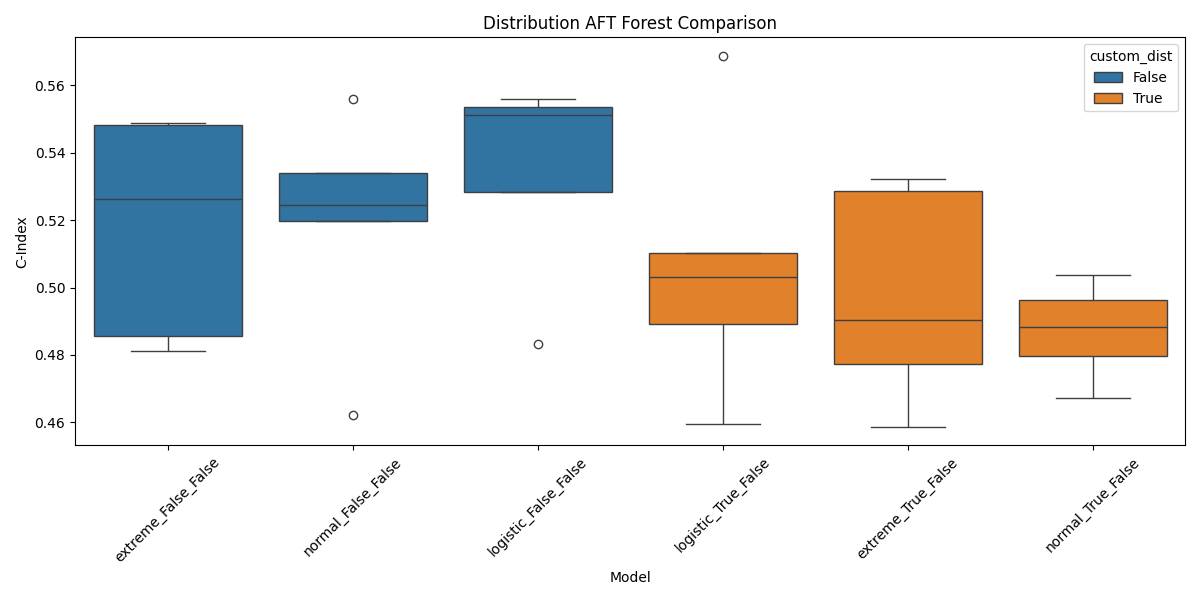 Distribution AFT Forest Comparison
custom_dist
False
True
C-Index
0.56
0.54
0.52
0.50
0.48
0.46
extreme_False_False
normal_False_False
logistic_False_False
logistic_True_False
extreme_True_False
normal_True_False
Model